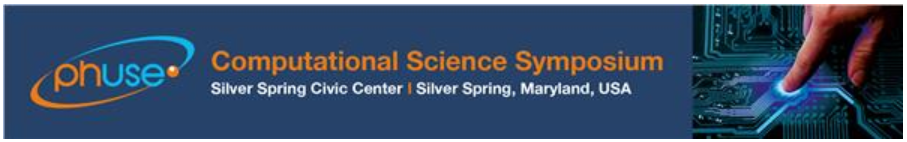 phuse
Computational Science Symposium
Silver Spring Civic Center | Silver Spring, Maryland, USA